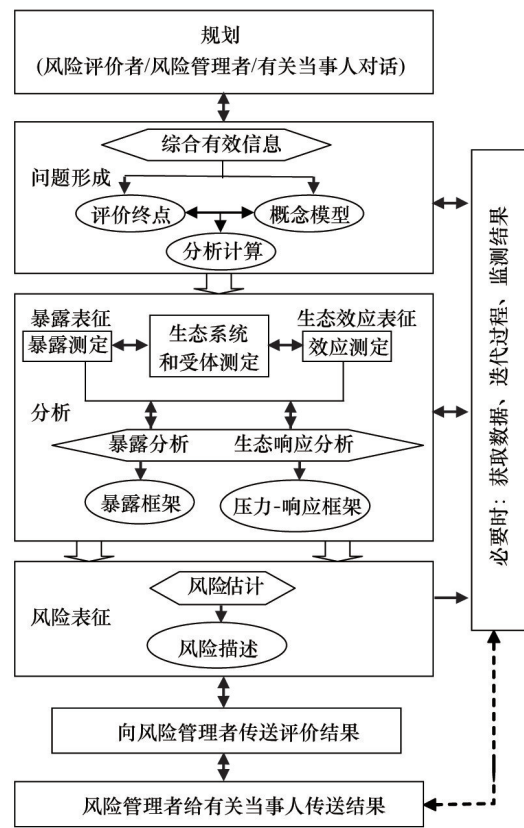 规划
(风险评价者/风险管理者/有关当事人对话)
综合有效信息
问题形成
评价终点
概念模型
分析计算
暴露表征
生态系统
和受体测定
生态效应表征
暴露测定
效应测定
分析
暴露分析
生态响应分析
暴露框架
压力-响应框架
风险估计
风险表征
风险描述
向风险管理者传送评价结果
风险管理者给有关当事人传送结果
必要时：获取数据、迭代过程、监测结果